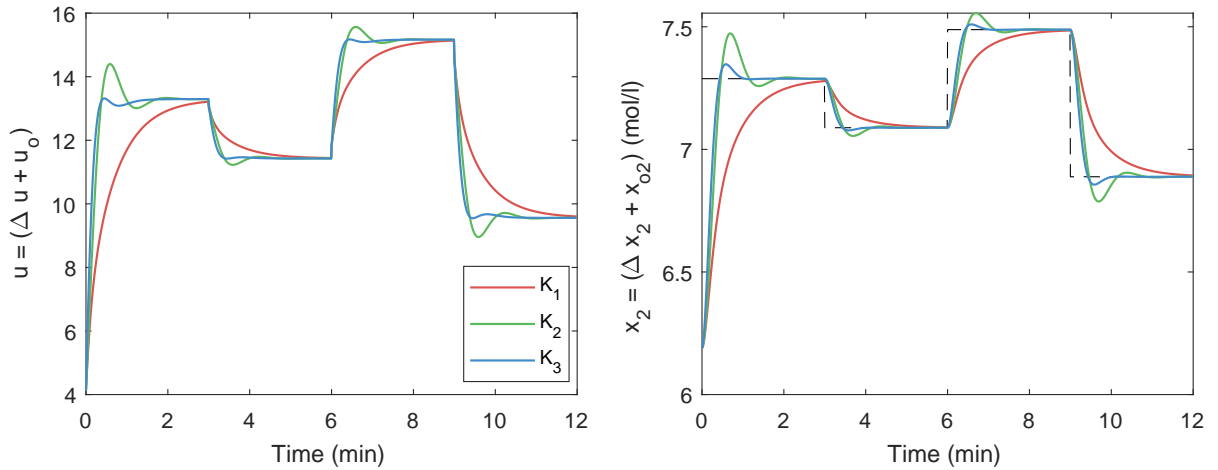 16
14
12
10
8
6
4
0 2 4 6 8 10 12
Time (min)
u = (Δ u + u_o)
K_1
K_2
K_3
7.5
7
6.5
6
0 2 4 6 8 10 12
Time (min)
x_2 = (Δ x_2 + x_{o2}) (mol/l)